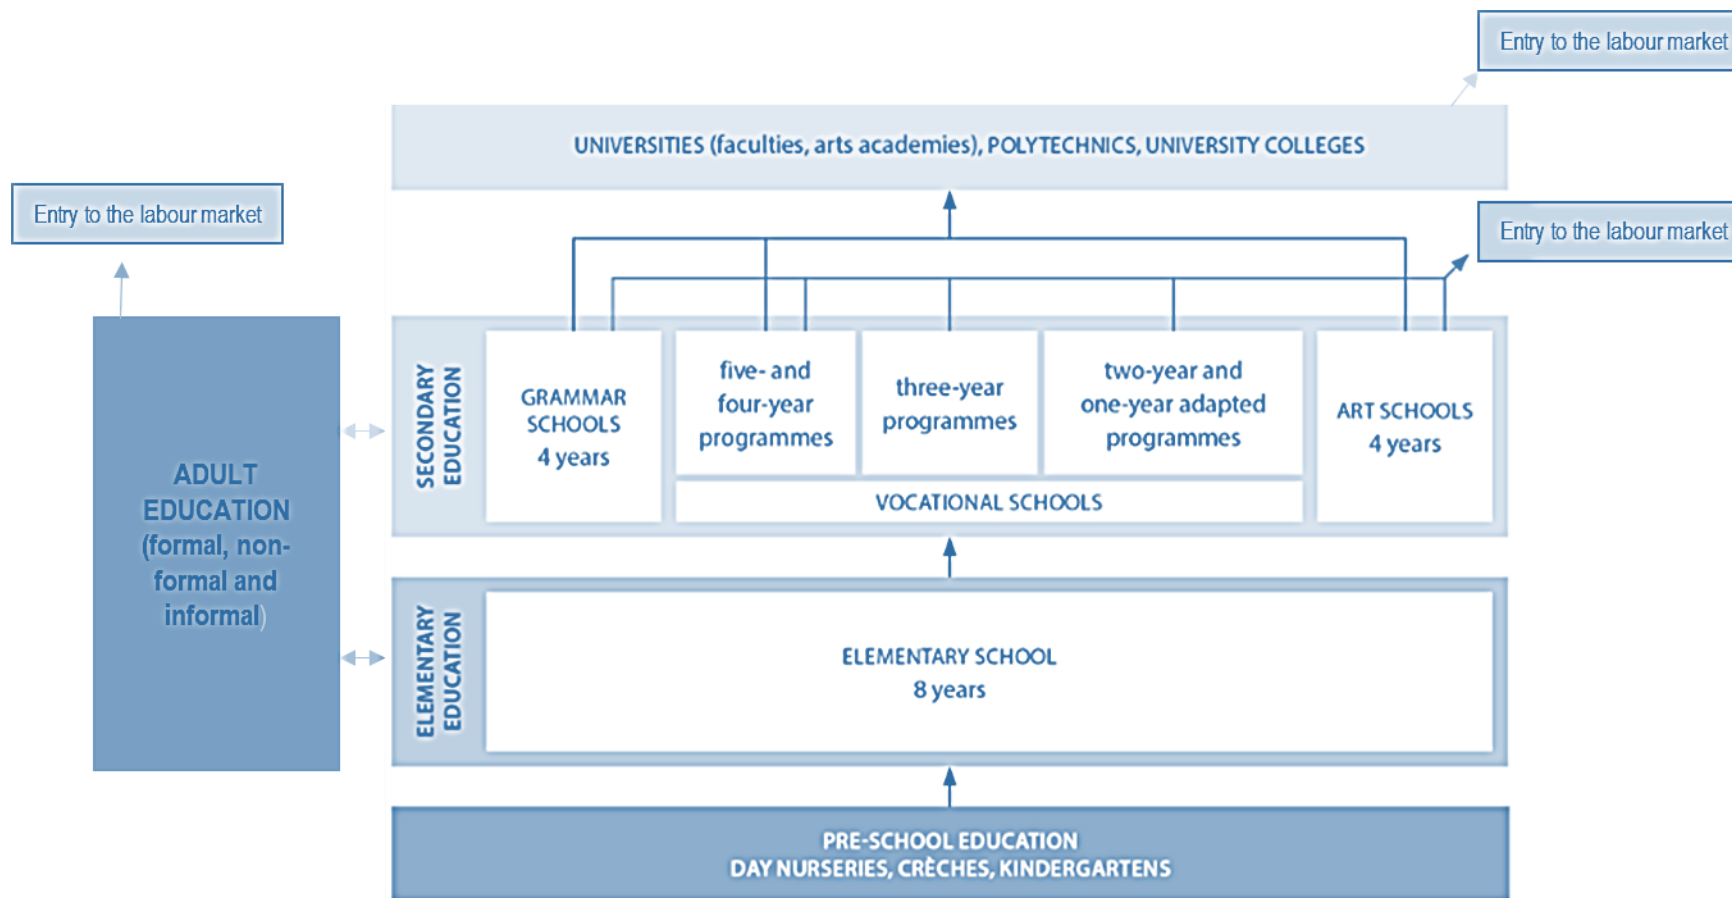 Entry to the labour market
UNIVERSITIES (faculties, arts academies), POLYTECHNICS, UNIVERSITY COLLEGES
Entry to the labour market
Entry to the labour market
SECONDARY
EDUCATION
GRAMMAR
SCHOOLS
4 years
five- and
four-year
programmes
three-year
programmes
two-year and
one-year adapted
programmes
VOCATIONAL SCHOOLS
ART SCHOOLS
4 years
ADULT
EDUCATION
(formal, non-
formal and
informal)
ELEMENTARY
EDUCATION
ELEMENTARY SCHOOL
8 years
PRE-SCHOOL EDUCATION
DAY NURSERIES, CRÈCHES, KINDERGARTENS